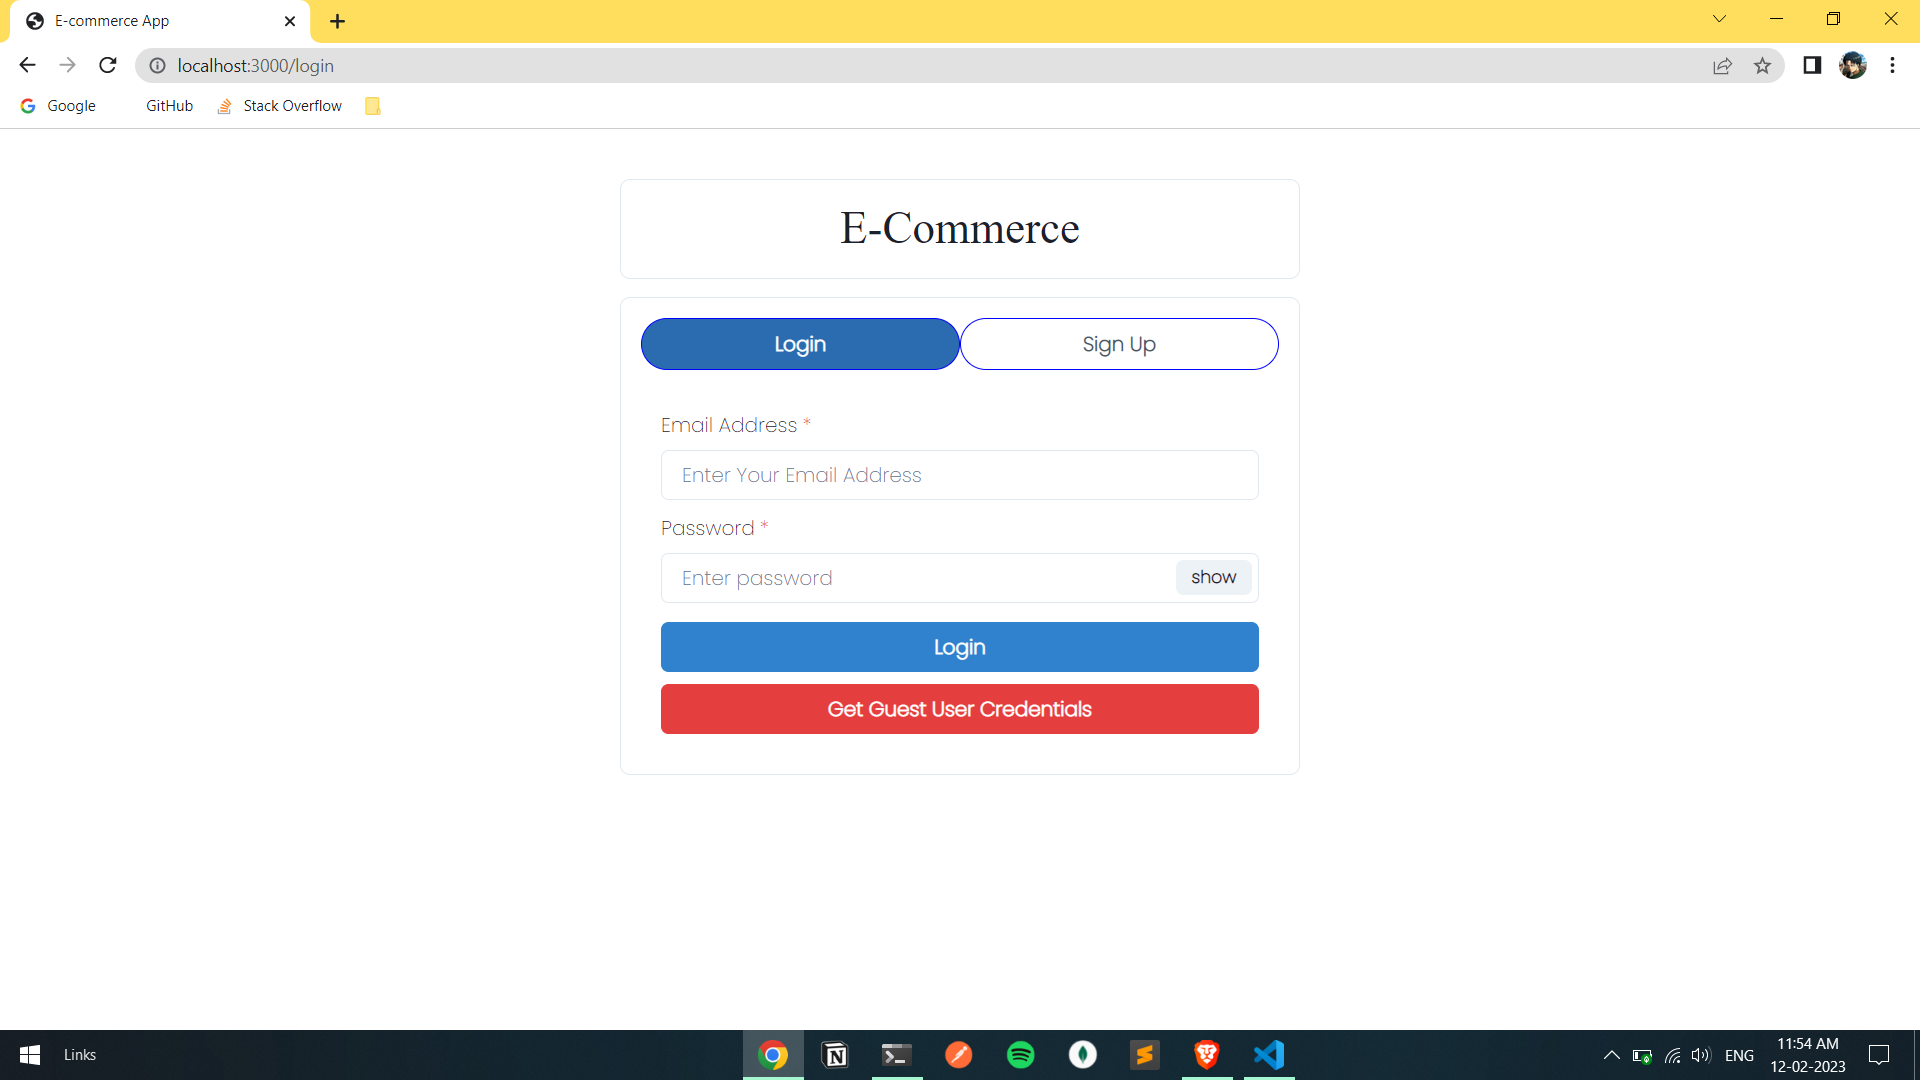 E-commerce App
localhost:3000/login
Google GitHub Stack Overflow
E-Commerce
Login Sign Up
Email Address *
Enter Your Email Address
Password *
Enter password show
Login
Get Guest User Credentials
Links ENG 11:54 AM
12-02-2023